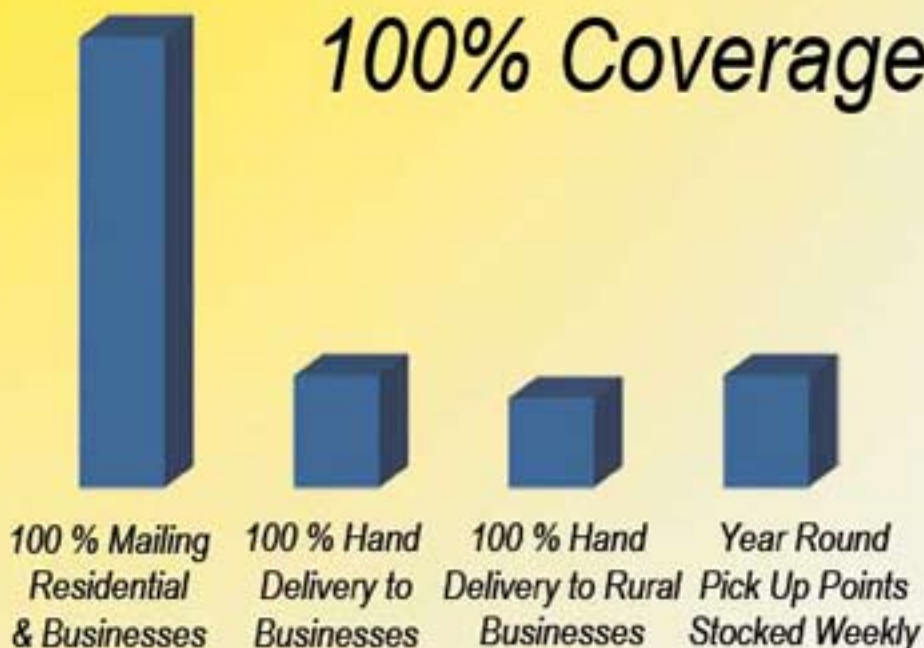 100% Coverage
100 % Mailing
Residential
& Businesses
100 % Hand
Delivery to
Businesses
100 % Hand
Delivery to Rural
Businesses
Year Round
Pick Up Points
Stocked Weekly